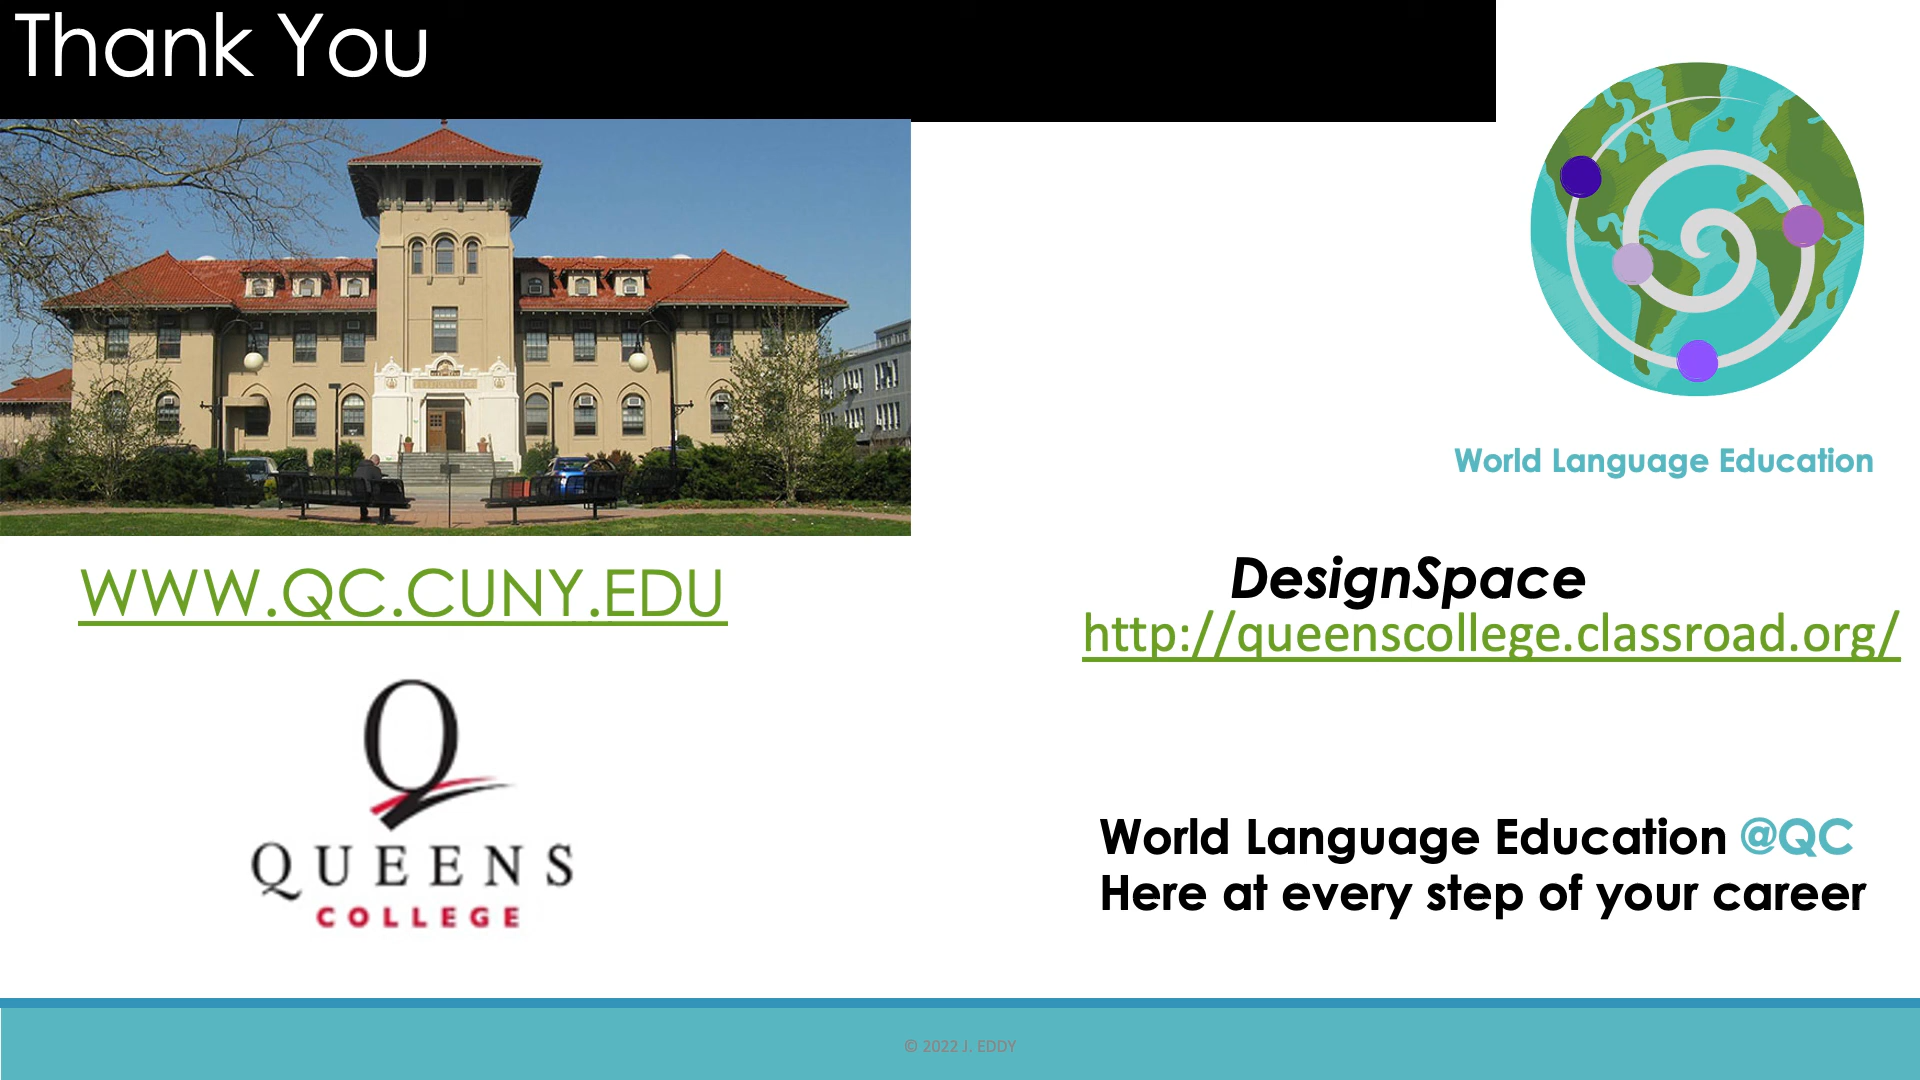 Thank You
World Language Education
WWW.QC.CUNY.EDU
DesignSpace
http://queenscollege.classroad.org/
QUEENS
COLLEGE
World Language Education @QC
Here at every step of your career
© 2022 J. EDDY